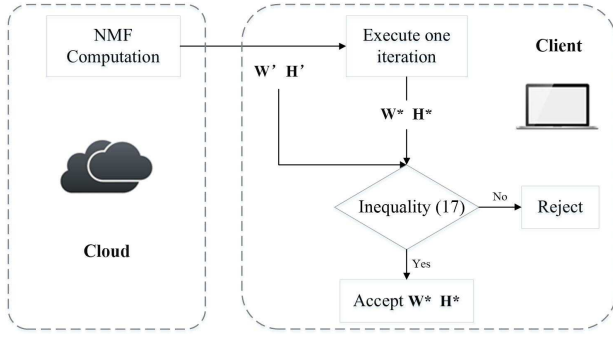 NMF
Computation
Execute one
iteration
Client
W’ H’
W* H*
Inequality (17)
No
Reject
Cloud
Yes
Accept W* H*